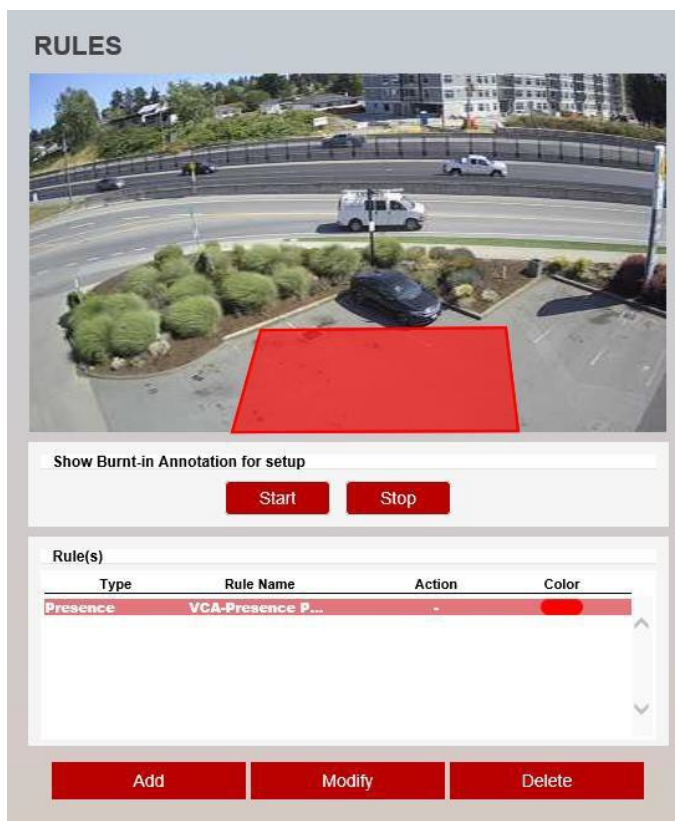 RULES
Show Burnt-in Annotation for setup
Start Stop
Rule(s)
Type Rule Name Action Color
Presence VCA-Presence P... -
Add Modify Delete